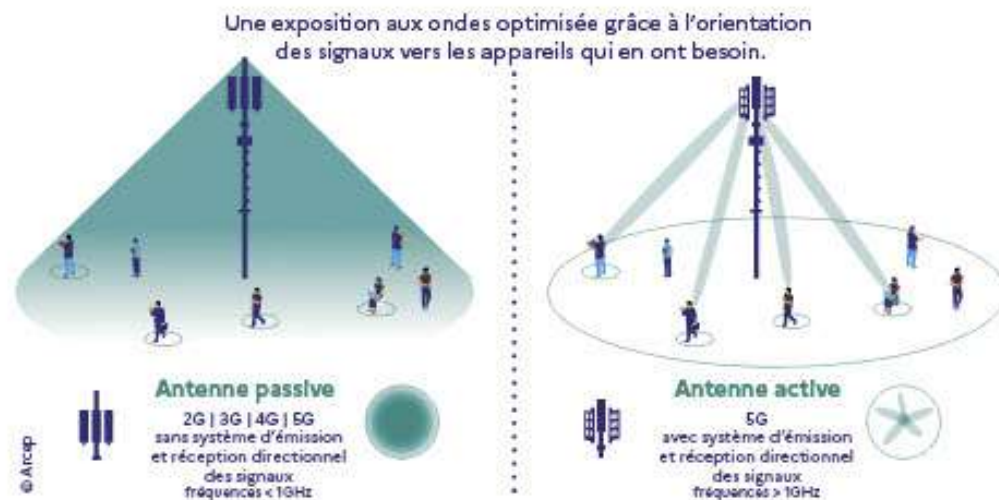 Une exposition aux ondes optimisée grâce à l'orientation
des signaux vers les appareils qui en ont besoin.
Antenne passive
2G | 3G | 4G | 5G
sans système d'émission
et réception directionnel
des signaux
fréquences < 1GHz
Antenne active
5G
avec système d'émission
et réception directionnel
des signaux
fréquences > 1GHz
© Arcep